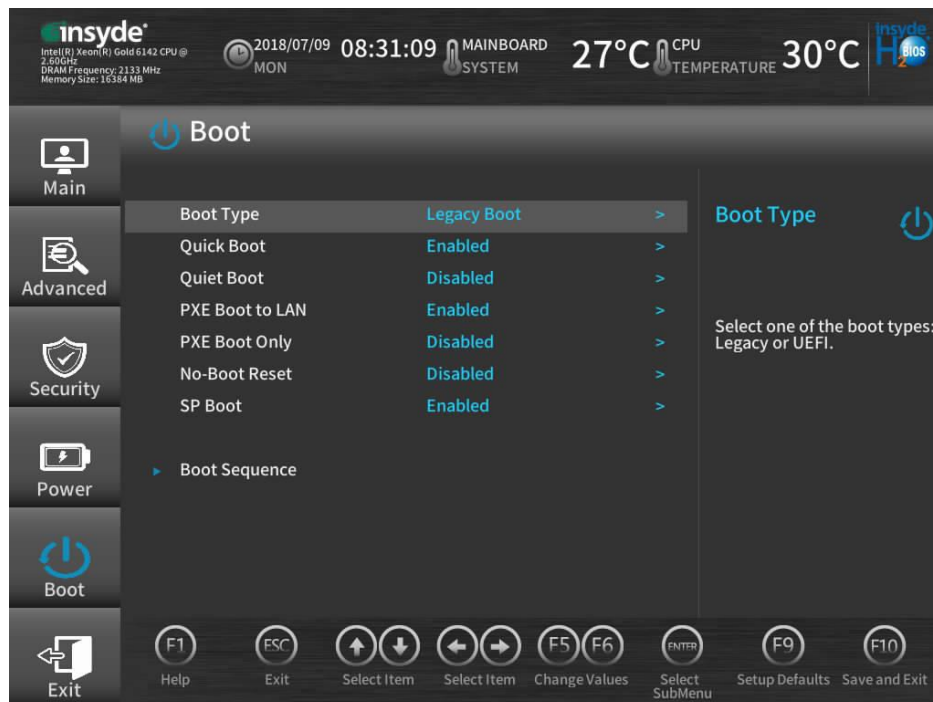 insyde®
Intel(R) Xeon(R) Gold 6142 CPU @
2.60GHz
DRAM Frequency: 2133 MHz
Memory Size: 16384 MB
2018/07/09
MON
08:31:09
MAINBOARD
SYSTEM
27°C
CPU
TEMPERATURE
30°C
insyde
H2O
Bios
Boot
Main
Advanced
Security
Power
Boot
Exit
Boot Type Legacy Boot >
Quick Boot Enabled >
Quiet Boot Disabled >
PXE Boot to LAN Enabled >
PXE Boot Only Disabled >
No-Boot Reset Disabled >
SP Boot Enabled >
Boot Sequence
Boot Type
Select one of the boot types:
Legacy or UEFI.
F1
Help
ESC
Exit
Select Item
Select Item
F5 F6
Change Values
ENTER
Select
SubMenu
F9
Setup Defaults
F10
Save and Exit